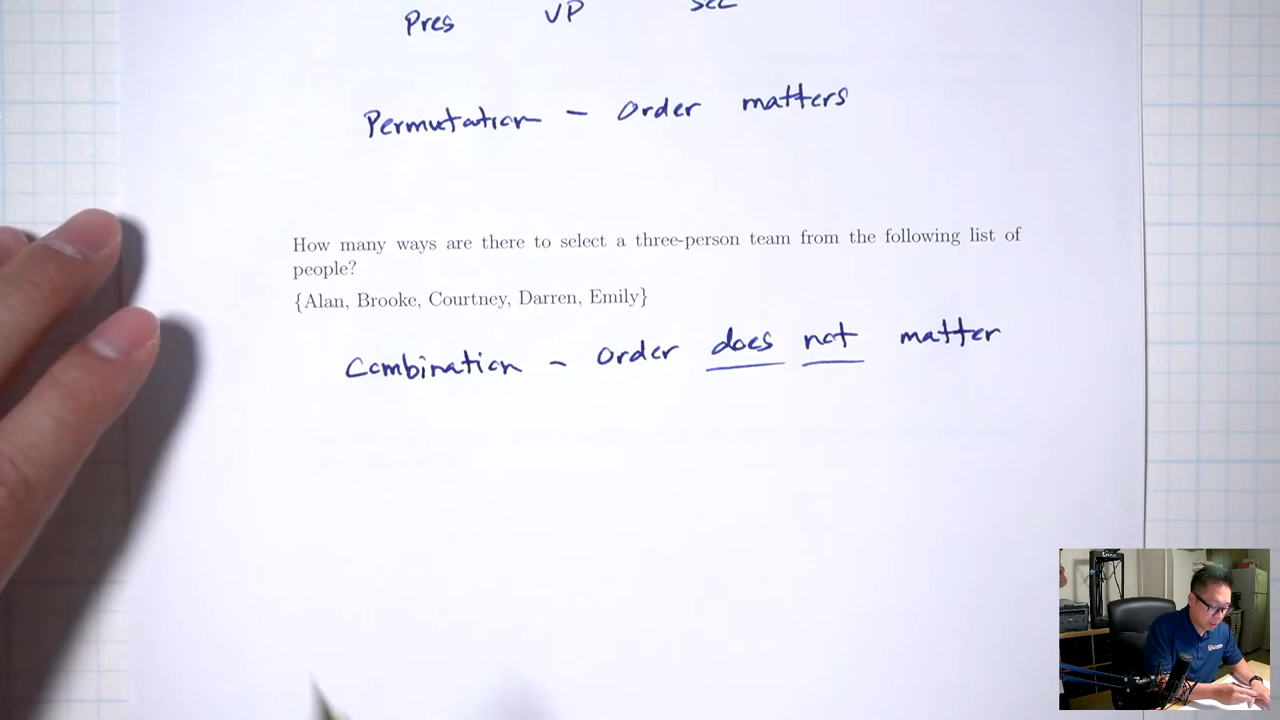 Pres VP Sec
Permutation – Order matters
How many ways are there to select a three-person team from the following list of
people?
{Alan, Brooke, Courtney, Darren, Emily}
Combination – order does not matter